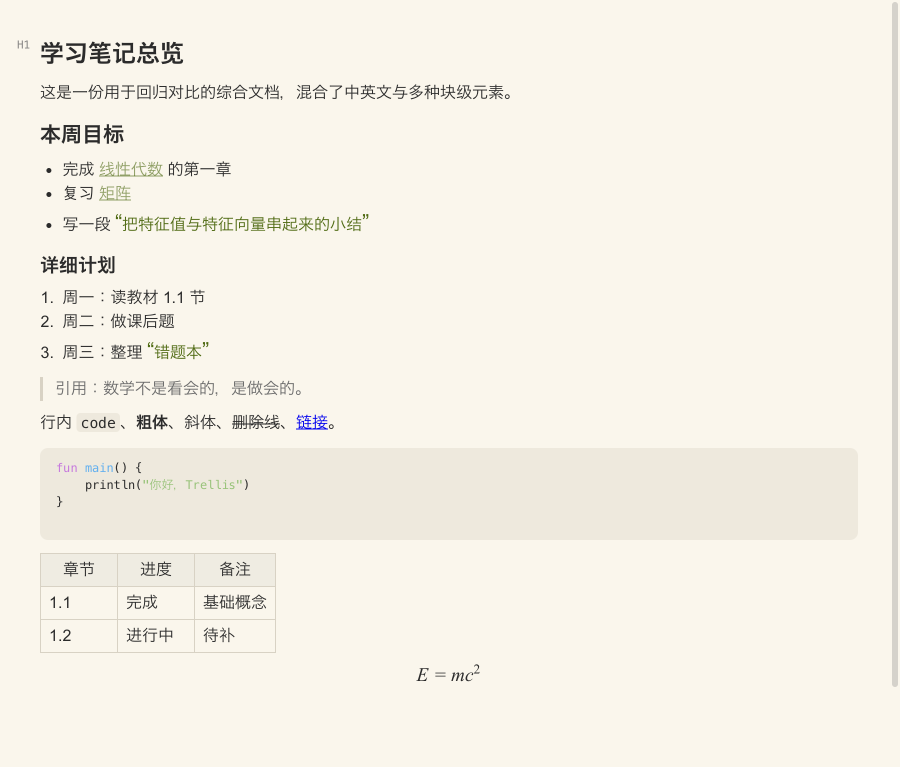 H1
学习笔记总览
这是一份用于回归对比的综合文档，混合了中英文与多种块级元素。
本周目标
• 完成 线性代数 的第一章
• 复习 矩阵
• 写一段 “把特征值与特征向量串起来的小结”
详细计划
1. 周一：读教材 1.1 节
2. 周二：做课后题
3. 周三：整理 “错题本”
引用：数学不是看会的，是做会的。
行内 code、粗体、斜体、删除线、链接。
fun main() {
    println("你好，Trellis")
}
章节 进度 备注
1.1 完成 基础概念
1.2 进行中 待补
E = mc²